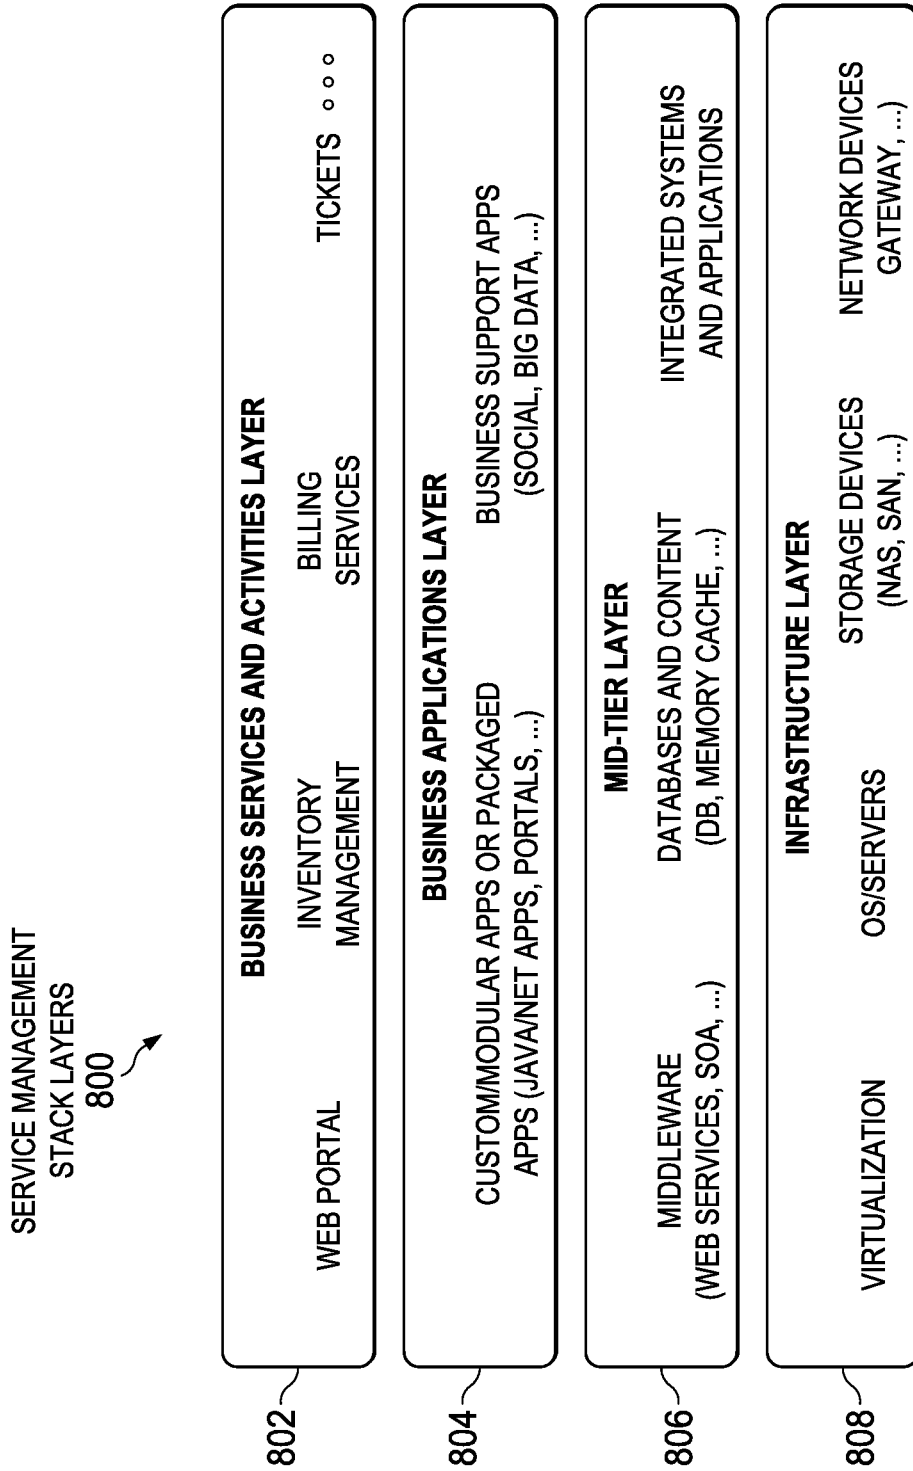 SERVICE MANAGEMENT
STACK LAYERS
800
802
BUSINESS SERVICES AND ACTIVITIES LAYER
WEB PORTAL
INVENTORY
MANAGEMENT
BILLING
SERVICES
TICKETS
804
BUSINESS APPLICATIONS LAYER
CUSTOM/MODULAR APPS OR PACKAGED
APPS (JAVA/NET APPS, PORTALS, ...)
BUSINESS SUPPORT APPS
(SOCIAL, BIG DATA, ...)
806
MID-TIER LAYER
MIDDLEWARE
(WEB SERVICES, SOA, ...)
DATABASES AND CONTENT
(DB, MEMORY CACHE, ...)
INTEGRATED SYSTEMS
AND APPLICATIONS
808
INFRASTRUCTURE LAYER
VIRTUALIZATION
OS/SERVERS
STORAGE DEVICES
(NAS, SAN, ...)
NETWORK DEVICES
GATEWAY, ...)